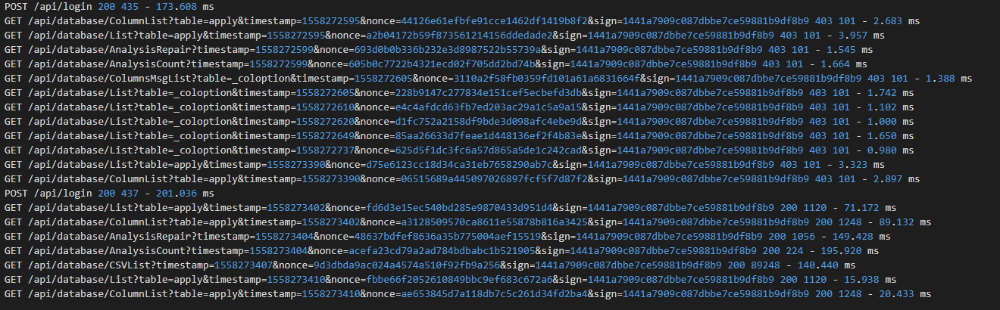 POST /api/login 200 435 - 173.608 ms
GET /api/database/ColumnList?table=apply&timestamp=1558272595&nonce=44126e61efbfe91cce1462df1419b8f2&sign=1441a7909c087dbbe7ce59881b9df8b9 403 101 - 2.683 ms
GET /api/database/List?table=apply&timestamp=1558272595&nonce=a2b04172b59f873561214156ddedade2&sign=1441a7909c087dbbe7ce59881b9df8b9 403 101 - 3.957 ms
GET /api/database/AnalysisRepair?timestamp=1558272599&nonce=693d0b0b336b232e3d8987522b55739a&sign=1441a7909c087dbbe7ce59881b9df8b9 403 101 - 1.545 ms
GET /api/database/AnalysisCount?timestamp=1558272599&nonce=605b0c7722b4321ecd02f705dd2bd74b&sign=1441a7909c087dbbe7ce59881b9df8b9 403 101 - 1.664 ms
GET /api/database/ColumnsMsgList?table=_coloption&timestamp=1558272605&nonce=3110a2f58fb0359fd101a61a6831664f&sign=1441a7909c087dbbe7ce59881b9df8b9 403 101 - 1.388 ms
GET /api/database/List?table=_coloption&timestamp=1558272605&nonce=228b9147c277834e151cef5ecbefd3db&sign=1441a7909c087dbbe7ce59881b9df8b9 403 101 - 1.742 ms
GET /api/database/List?table=_coloption&timestamp=1558272610&nonce=e4c4afdcd63fb7ed203ac29a1c5a9a15&sign=1441a7909c087dbbe7ce59881b9df8b9 403 101 - 1.102 ms
GET /api/database/List?table=_coloption&timestamp=1558272620&nonce=d1fc752a2158df9bde3d098afc4ebe9d&sign=1441a7909c087dbbe7ce59881b9df8b9 403 101 - 1.000 ms
GET /api/database/List?table=_coloption&timestamp=1558272649&nonce=85aa26633d7feae1d448136ef2f4b83e&sign=1441a7909c087dbbe7ce59881b9df8b9 403 101 - 1.650 ms
GET /api/database/List?table=_coloption&timestamp=1558272737&nonce=625d5f1dc3fc6a57d865a5de1c242cad&sign=1441a7909c087dbbe7ce59881b9df8b9 403 101 - 0.980 ms
GET /api/database/List?table=apply&timestamp=1558273390&nonce=d75e6123cc18d34ca31eb7658290ab7c&sign=1441a7909c087dbbe7ce59881b9df8b9 403 101 - 3.323 ms
GET /api/database/ColumnList?table=apply&timestamp=1558273390&nonce=06515689a445097026897fcf5f7d87f2&sign=1441a7909c087dbbe7ce59881b9df8b9 403 101 - 2.897 ms
POST /api/login 200 437 - 201.036 ms
GET /api/database/List?table=apply&timestamp=1558273402&nonce=fd6d3e15ec540bd285e9870433d951d4&sign=1441a7909c087dbbe7ce59881b9df8b9 200 1120 - 71.172 ms
GET /api/database/ColumnList?table=apply&timestamp=1558273402&nonce=a3128509570ca8611e55878b816a3425&sign=1441a7909c087dbbe7ce59881b9df8b9 200 1248 - 89.132 ms
GET /api/database/AnalysisRepair?timestamp=1558273404&nonce=48637bdfef8636a35b775004aef15519&sign=1441a7909c087dbbe7ce59881b9df8b9 200 1056 - 149.428 ms
GET /api/database/AnalysisCount?timestamp=1558273404&nonce=acefa23cd79a2ad784bdbabc1b521905&sign=1441a7909c087dbbe7ce59881b9df8b9 200 224 - 195.920 ms
GET /api/database/CSVList?timestamp=1558273407&nonce=9d3dbda9ac024a4574a510f92fb9a256&sign=1441a7909c087dbbe7ce59881b9df8b9 200 89248 - 140.440 ms
GET /api/database/List?table=apply&timestamp=1558273410&nonce=fbbe66f2052610849bbc9ef683c672a6&sign=1441a7909c087dbbe7ce59881b9df8b9 200 1120 - 15.938 ms
GET /api/database/ColumnList?table=apply&timestamp=1558273410&nonce=ae653845d7a118db7c5c261d34fd2ba4&sign=1441a7909c087dbbe7ce59881b9df8b9 200 1248 - 20.433 ms